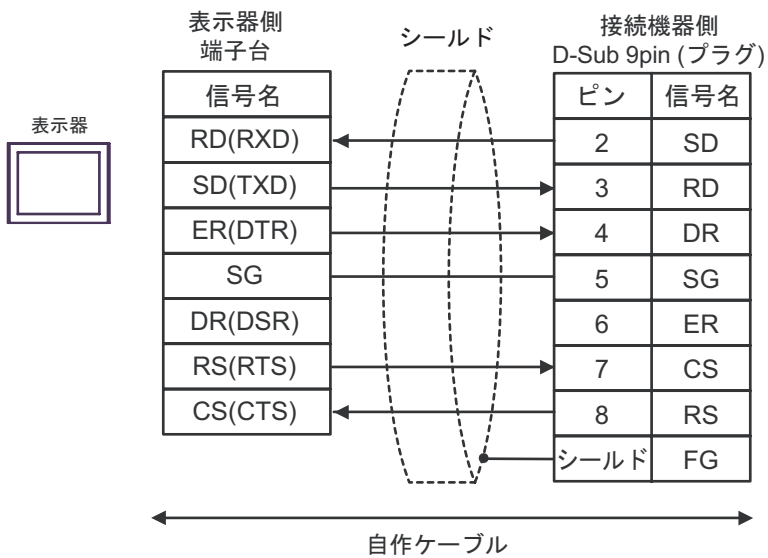 表示器側
端子台
シールド
接続機器側
D-Sub 9pin (プラグ)
表示器
信号名
ピン 信号名
RD(RXD) 2 SD
SD(TXD) 3 RD
ER(DTR) 4 DR
SG 5 SG
DR(DSR) 6 ER
RS(RTS) 7 CS
CS(CTS) 8 RS
シールド FG
自作ケーブル